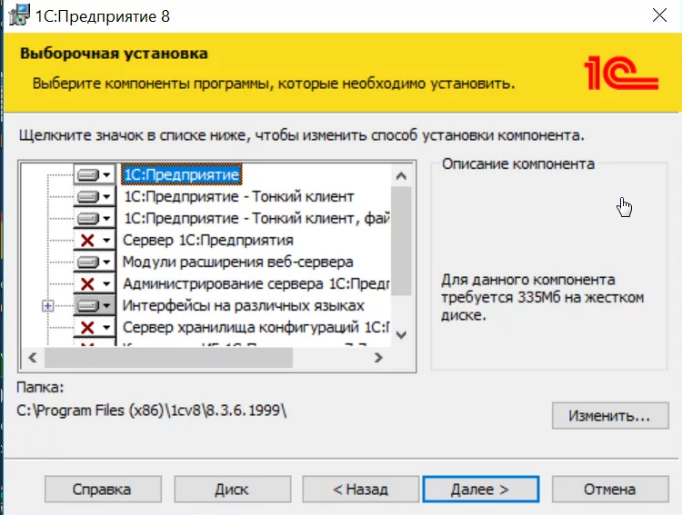 1С:Предприятие 8
Выборочная установка
Выберите компоненты программы, которые необходимо установить.
1С
Щелкните значок в списке ниже, чтобы изменить способ установки компонента.
1С:Предприятие
1С:Предприятие - Тонкий клиент
1С:Предприятие - Тонкий клиент, фай
Сервер 1С:Предприятия
Модули расширения веб-сервера
Администрирование сервера 1С:Предп
Интерфейсы на различных языках
Сервер хранилища конфигураций 1С:П
Описание компонента
Для данного компонента
требуется 335Мб на жестком
диске.
Папка:
C:\Program Files (x86)\1cv8\8.3.6.1999\
Изменить...
Справка
Диск
< Назад
Далее >
Отмена